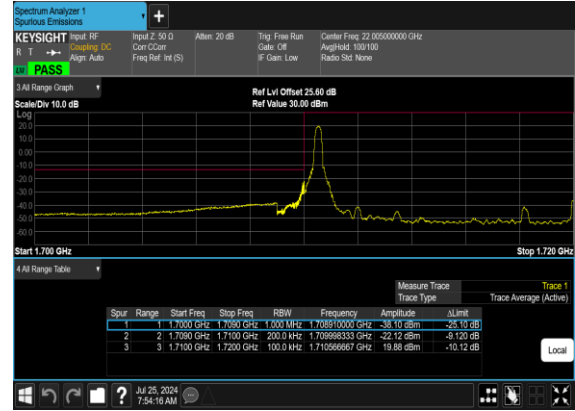 Spectrum Analyzer 1
Spurious Emissions
+
KEYSIGHT Input: RF Input Z: 50 Ω Atten: 20 dB Trig: Free Run Center Freq: 22.005000000 GHz
R T Coupling: DC Corr CCorr Gate: Off Avg|Hold: 100/100
Align: Auto Freq Ref: Int (S) IF Gain: Low Radio Std: None
PASS
3 All Range Graph
Ref Lvl Offset 25.60 dB
Scale/Div 10.0 dB Ref Value 30.00 dBm
Log
20.0
10.0
0.00
-10.0
-20.0
-30.0
-40.0
-50.0
-60.0
Start 1.700 GHz Stop 1.720 GHz
4 All Range Table
Measure Trace Trace 1
Trace Type Trace Average (Active)
Spur Range Start Freq Stop Freq RBW Frequency Amplitude ΔLimit
1 1 1.7000 GHz 1.7090 GHz 1.000 MHz 1.708910000 GHz -38.10 dBm -25.10 dB
2 2 1.7090 GHz 1.7100 GHz 200.0 kHz 1.709998333 GHz -22.12 dBm -9.120 dB
3 3 1.7100 GHz 1.7200 GHz 100.0 kHz 1.710566667 GHz 19.88 dBm -10.12 dB
Local
? Jul 25, 2024
7:54:16 AM